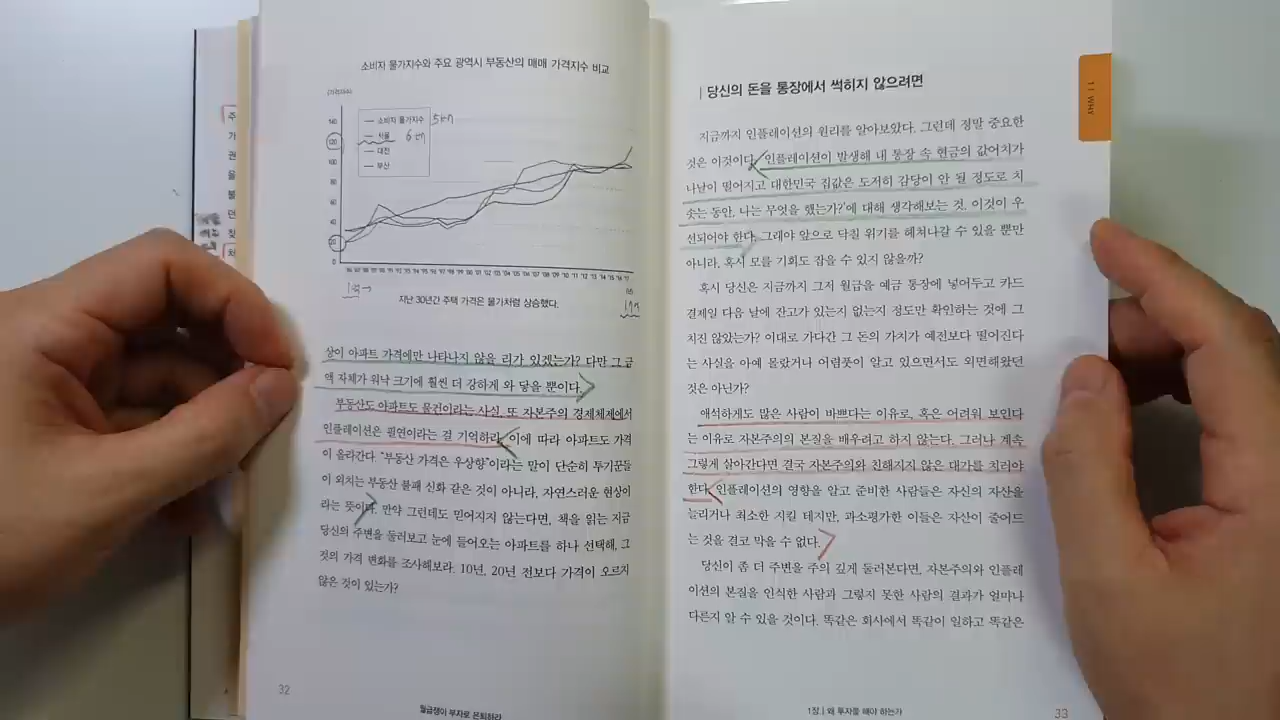 소비자 물가지수와 주요 광역시 부동산의 매매 가격지수 비교
(가격지수)
140
120
100
80
60
40
20
0
소비자 물가지수 5배
서울 6배
대전
부산
지난 30년간 주택 가격은 물가처럼 상승했다.
상이 아파트 가격에만 나타나지 않을 리가 있겠는가? 다만 그 금
액 자체가 워낙 크기에 훨씬 더 강하게 와 닿을 뿐이다.
부동산도 아파트도 물건이라는 사실, 또 자본주의 경제체제에서
인플레이션은 필연이라는 걸 기억하라. 이에 따라 아파트도 가격
이 올라간다. “부동산 가격은 우상향”이라는 말이 단순히 투기꾼들
이 외치는 부동산 불패 신화 같은 것이 아니라, 자연스러운 현상이
라는 뜻이다. 만약 그런데도 믿어지지 않는다면, 책을 읽는 지금
당신의 주변을 둘러보고 눈에 들어오는 아파트를 하나 선택해, 그
것의 가격 변화를 조사해보라. 10년, 20년 전보다 가격이 오르지
않은 것이 있는가?
32
월급쟁이 부자로 은퇴하라
1 | WHY
당신의 돈을 통장에서 썩히지 않으려면
지금까지 인플레이션의 원리를 알아보았다. 그런데 정말 중요한
것은 이것이다. ‘인플레이션이 발생해 내 통장 속 현금의 값어치가
나날이 떨어지고 대한민국 집값은 도저히 감당이 안 될 정도로 치
솟는 동안, 나는 무엇을 했는가?’에 대해 생각해보는 것. 이것이 우
선되어야 한다. 그래야 앞으로 닥칠 위기를 헤쳐나갈 수 있을 뿐만
아니라, 혹시 모를 기회도 잡을 수 있지 않을까?
혹시 당신은 지금까지 그저 월급을 예금 통장에 넣어두고 카드
결제일 다음 날에 잔고가 있는지 없는지 정도만 확인하는 것에 그
치진 않았는가? 이대로 가다간 그 돈의 가치가 예전보다 떨어진다
는 사실을 아예 몰랐거나 어렴풋이 알고 있으면서도 외면해왔던
것은 아닌가?
애석하게도 많은 사람이 바쁘다는 이유로, 혹은 어려워 보인다
는 이유로 자본주의의 본질을 배우려고 하지 않는다. 그러나 계속
그렇게 살아간다면 결국 자본주의와 친해지지 않은 대가를 치러야
한다. 인플레이션의 영향을 알고 준비한 사람들은 자신의 자산을
늘리거나 최소한 지킬 테지만, 과소평가한 이들은 자산이 줄어드
는 것을 결코 막을 수 없다.
당신이 좀 더 주변을 주의 깊게 둘러본다면, 자본주의와 인플레
이션의 본질을 인식한 사람과 그렇지 못한 사람의 결과가 얼마나
다른지 알 수 있을 것이다. 똑같은 회사에서 똑같이 일하고 똑같은
1장 | 왜 투자를 해야 하는가
33